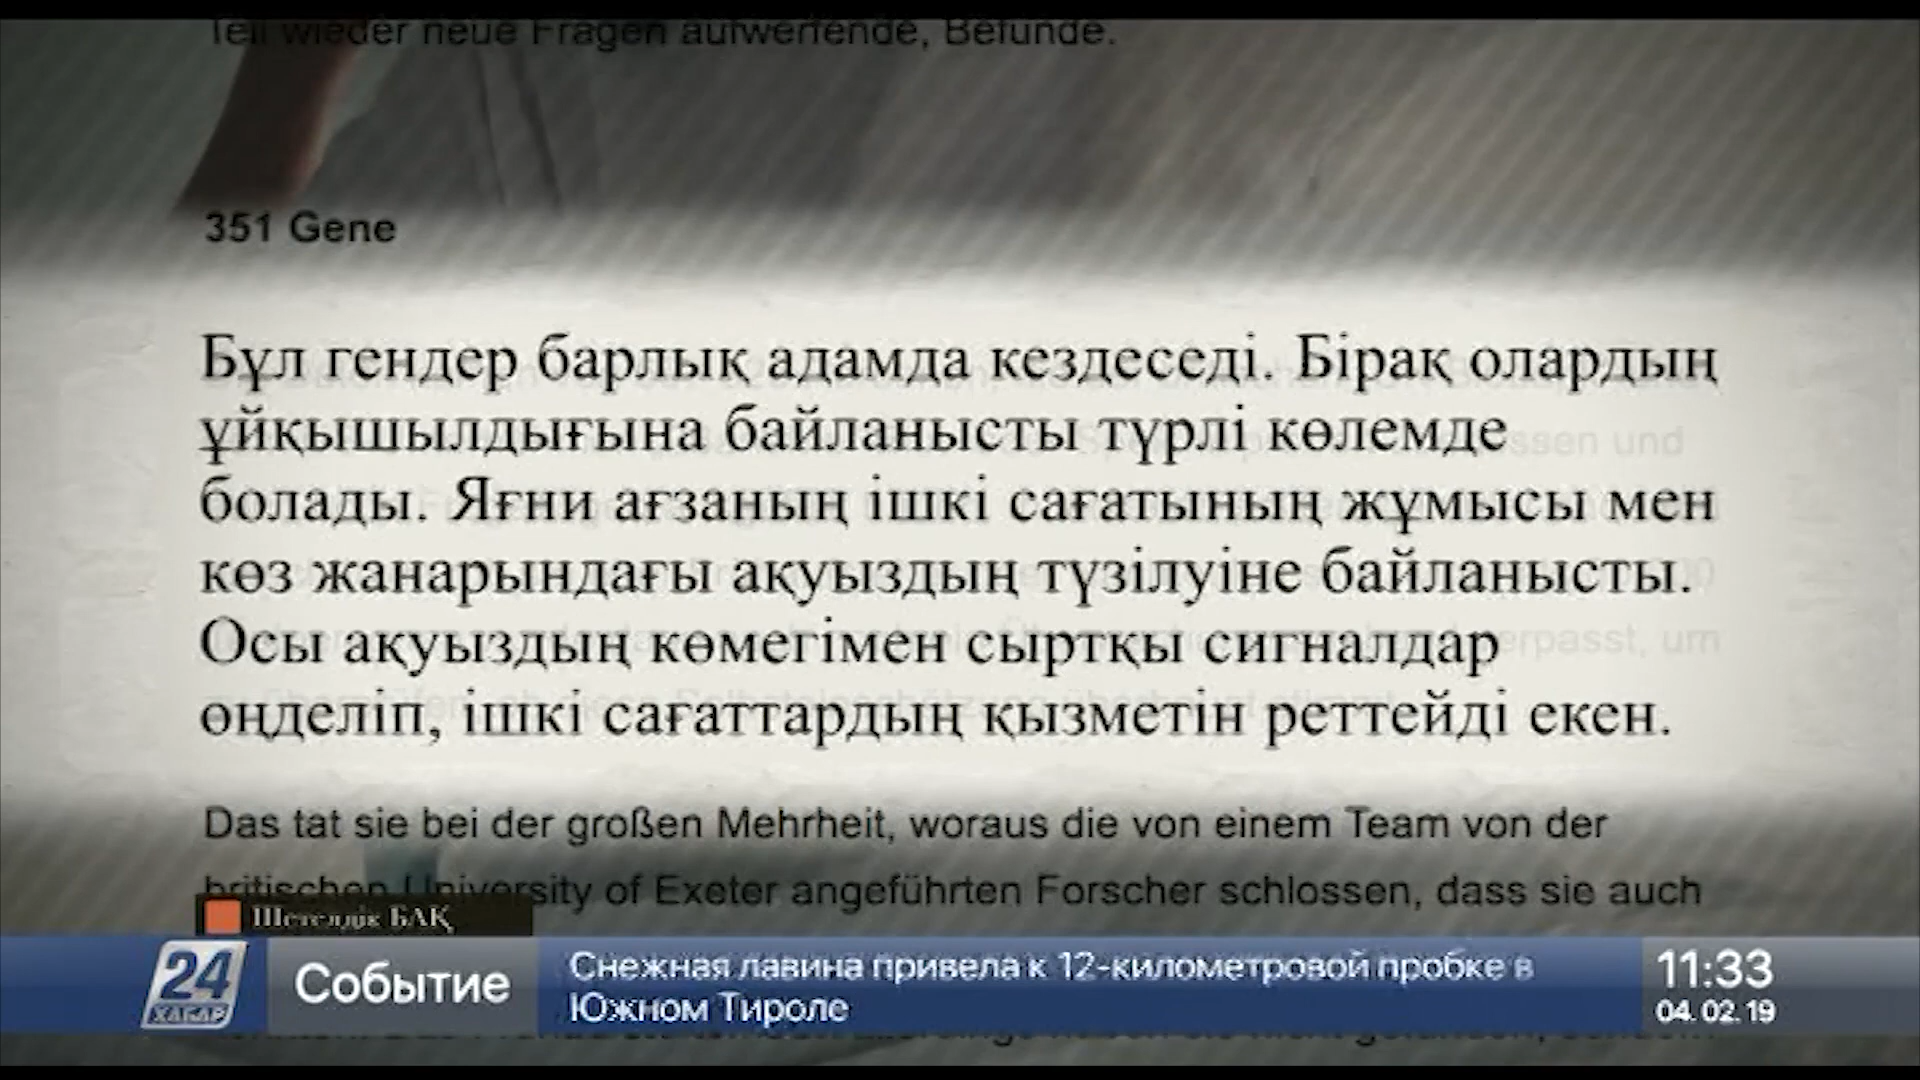 Teil wieder neue Fragen aufwerfende, Befunde.
351 Gene
Бұл гендер барлық адамда кездеседі. Бірақ олардың
ұйқышылдығына байланысты түрлі көлемде
болады. Яғни ағзаның ішкі сағатының жұмысы мен
көз жанарындағы ақуыздың түзілуіне байланысты.
Осы ақуыздың көмегімен сыртқы сигналдар
өңделіп, ішкі сағаттардың қызметін реттейді екен.
Das tat sie bei der großen Mehrheit, woraus die von einem Team von der
britischen University of Exeter angeführten Forscher schlossen, dass sie auch
Шетелдік БАҚ
24
ХАБАР
Событие
Снежная лавина привела к 12-километровой пробке в
Южном Тироле
11:33
04.02.19